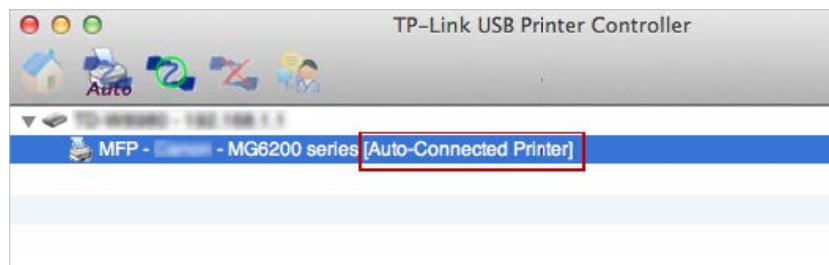 TP-Link USB Printer Controller
Auto
MFP - - MG6200 series [Auto-Connected Printer]